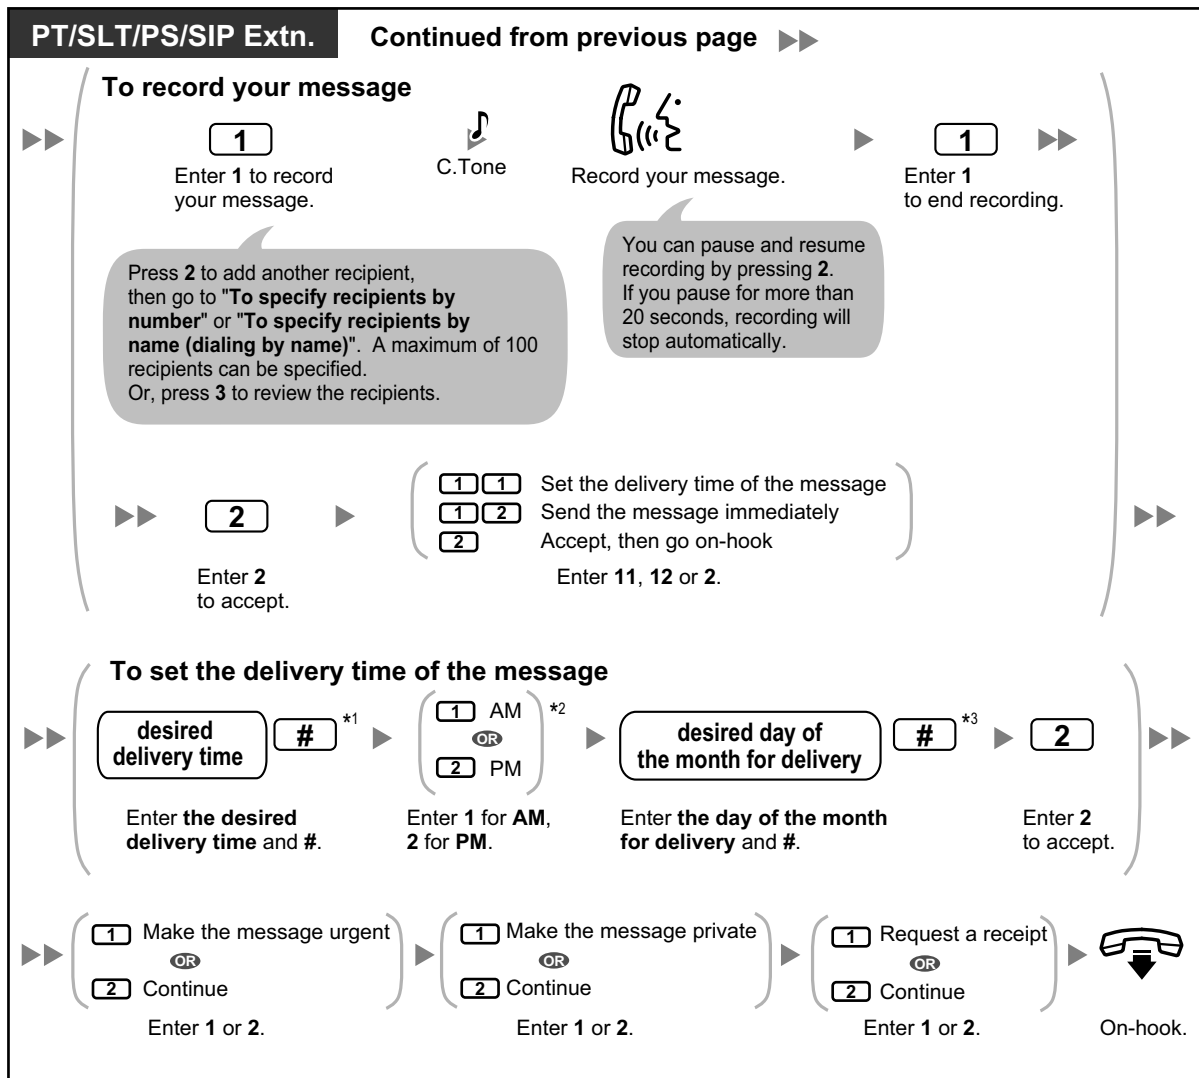 PT/SLT/PS/SIP Extn.
Continued from previous page
To record your message
1
Enter 1 to record
your message.
C.Tone
Record your message.
1
Enter 1
to end recording.
Press 2 to add another recipient,
then go to "To specify recipients by
number" or "To specify recipients by
name (dialing by name)". A maximum of 100
recipients can be specified.
Or, press 3 to review the recipients.
You can pause and resume
recording by pressing 2.
If you pause for more than
20 seconds, recording will
stop automatically.
2
Enter 2
to accept.
1 1 Set the delivery time of the message
1 2 Send the message immediately
2 Accept, then go on-hook
Enter 11, 12 or 2.
To set the delivery time of the message
desired
delivery time
# *1
Enter the desired
delivery time and #.
1 AM *2
OR
2 PM
Enter 1 for AM,
2 for PM.
desired day of
the month for delivery
# *3
Enter the day of the month
for delivery and #.
2
Enter 2
to accept.
1 Make the message urgent
OR
2 Continue
Enter 1 or 2.
1 Make the message private
OR
2 Continue
Enter 1 or 2.
1 Request a receipt
OR
2 Continue
Enter 1 or 2.
On-hook.